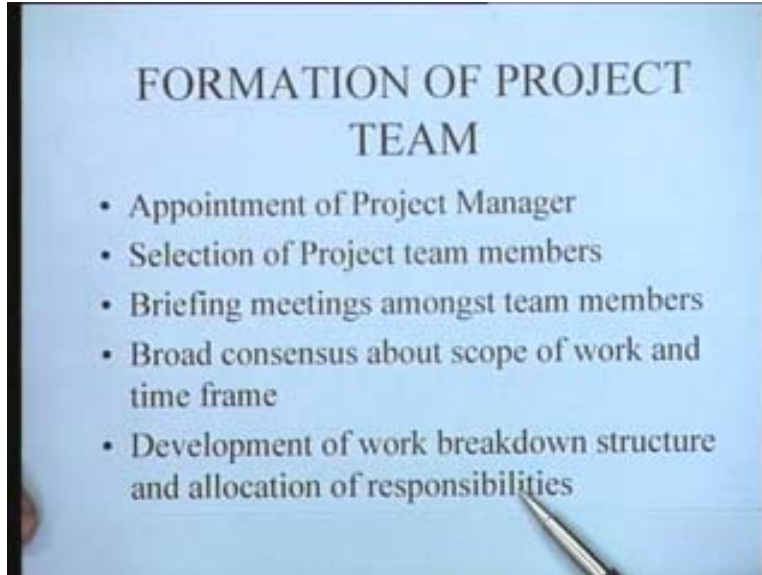 FORMATION OF PROJECT
TEAM
• Appointment of Project Manager
• Selection of Project team members
• Briefing meetings amongst team members
• Broad consensus about scope of work and
time frame
• Development of work breakdown structure
and allocation of responsibilities